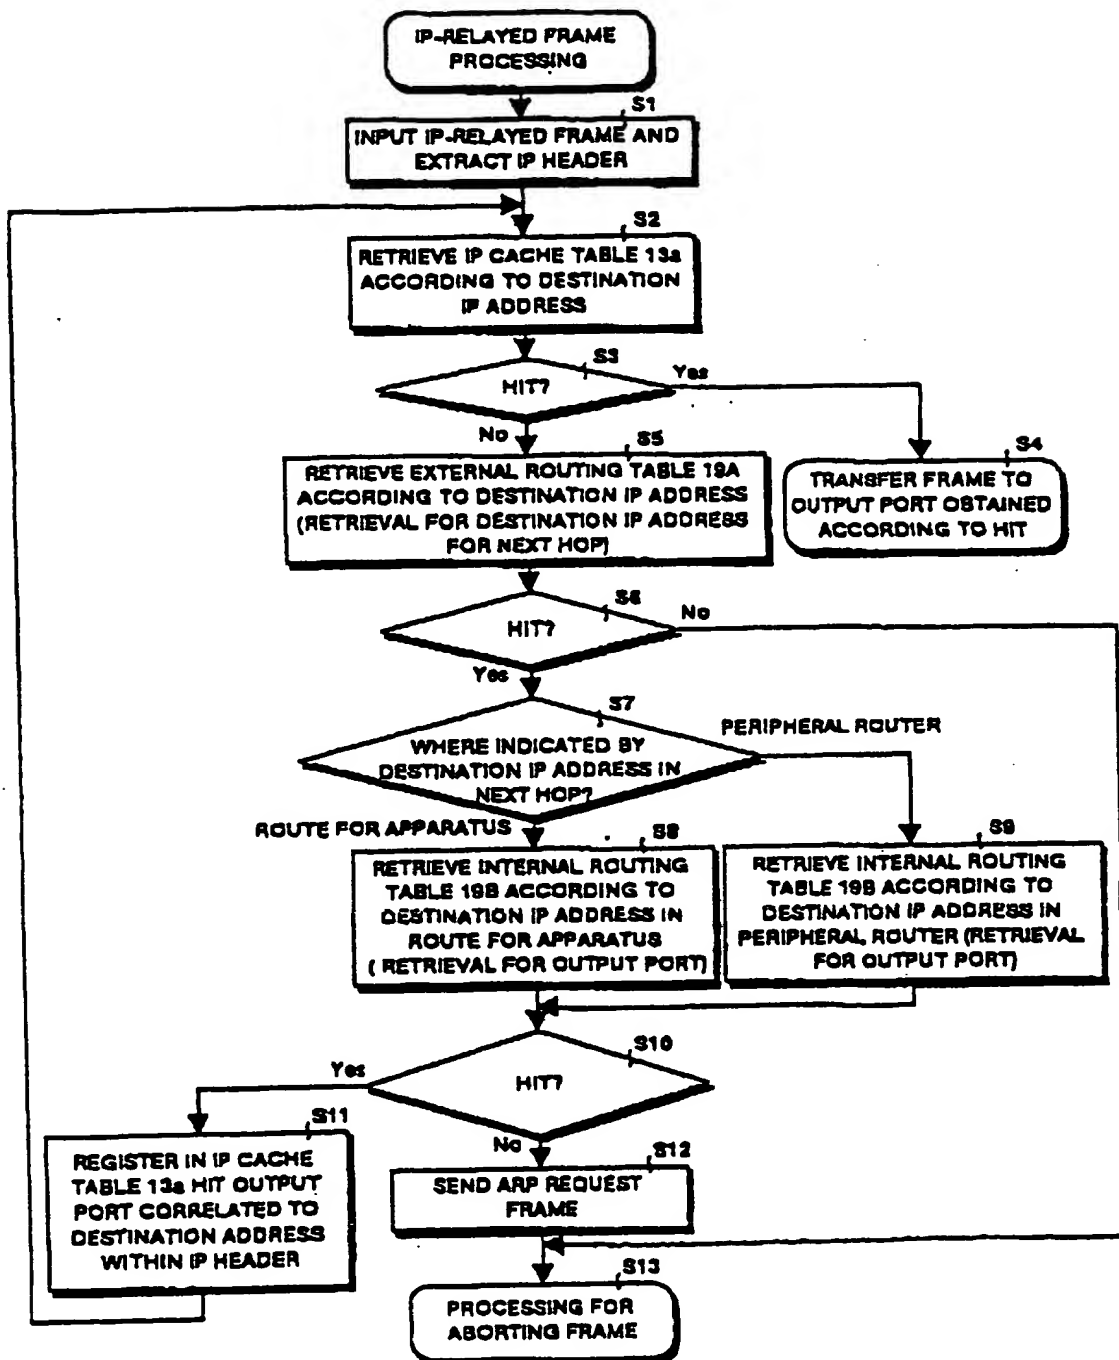 IP-RELAYED FRAME
PROCESSING
S1
INPUT IP-RELAYED FRAME AND
EXTRACT IP HEADER
S2
RETRIEVE IP CACHE TABLE 13a
ACCORDING TO DESTINATION
IP ADDRESS
S3
HIT?
Yes
No
S4
TRANSFER FRAME TO
OUTPUT PORT OBTAINED
ACCORDING TO HIT
S5
RETRIEVE EXTERNAL ROUTING TABLE 19A
ACCORDING TO DESTINATION IP ADDRESS
(RETRIEVAL FOR DESTINATION IP ADDRESS
FOR NEXT HOP)
S6
HIT?
No
Yes
S7
WHERE INDICATED BY
DESTINATION IP ADDRESS IN
NEXT HOP?
PERIPHERAL ROUTER
ROUTE FOR APPARATUS
S8
RETRIEVE INTERNAL ROUTING
TABLE 19B ACCORDING TO
DESTINATION IP ADDRESS IN
ROUTE FOR APPARATUS
( RETRIEVAL FOR OUTPUT PORT)
S9
RETRIEVE INTERNAL ROUTING
TABLE 19B ACCORDING TO
DESTINATION IP ADDRESS IN
PERIPHERAL ROUTER (RETRIEVAL
FOR OUTPUT PORT)
S10
HIT?
Yes
No
S11
REGISTER IN IP CACHE
TABLE 13a HIT OUTPUT
PORT CORRELATED TO
DESTINATION ADDRESS
WITHIN IP HEADER
S12
SEND ARP REQUEST
FRAME
S13
PROCESSING FOR
ABORTING FRAME